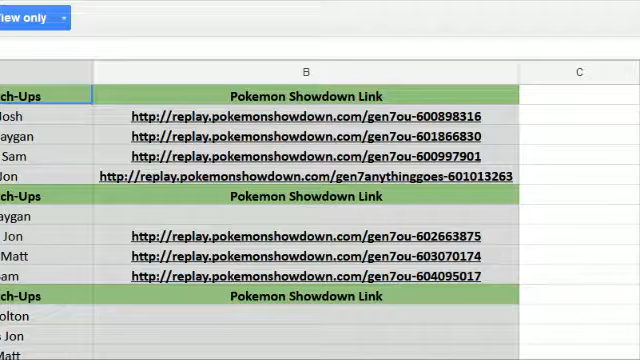 View only
B C
ch-Ups Pokemon Showdown Link
Josh http://replay.pokemonshowdown.com/gen7ou-600898316
aygan http://replay.pokemonshowdown.com/gen7ou-601866830
Sam http://replay.pokemonshowdown.com/gen7ou-600997901
Jon http://replay.pokemonshowdown.com/gen7anythinggoes-601013263
ch-Ups Pokemon Showdown Link
aygan
Jon http://replay.pokemonshowdown.com/gen7ou-602663875
Matt http://replay.pokemonshowdown.com/gen7ou-603070174
Sam http://replay.pokemonshowdown.com/gen7ou-604095017
ch-Ups Pokemon Showdown Link
olton
s Jon
Matt